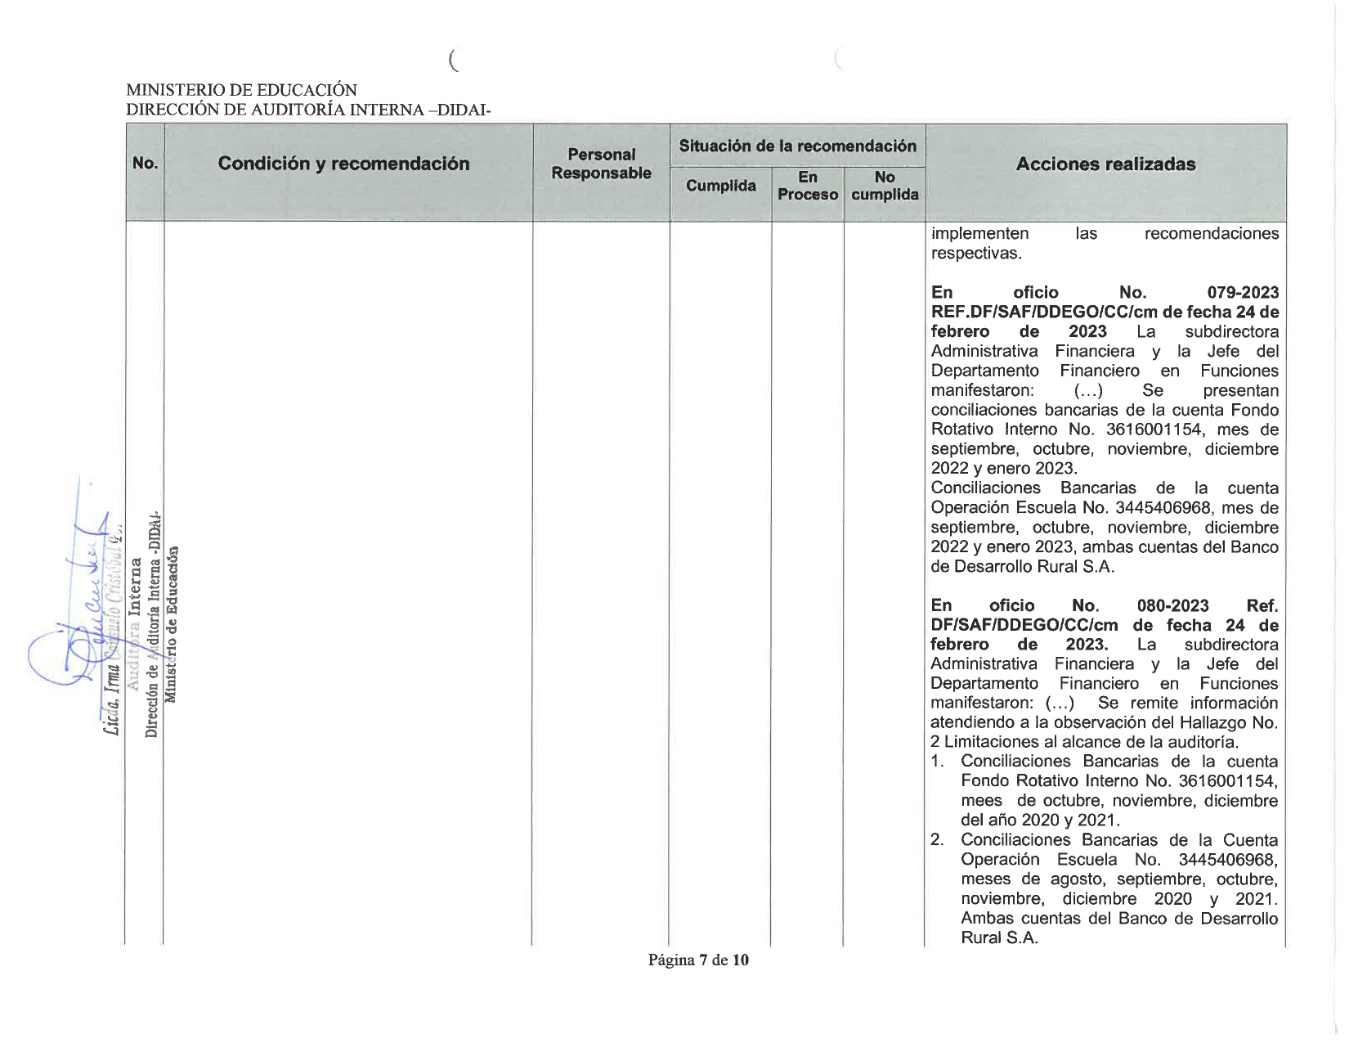 MINISTERIO DE EDUCACIÓN
DIRECCIÓN DE AUDITORÍA INTERNA –DIDAI-
No.
Condición y recomendación
Personal
Responsable
Situación de la recomendación
Cumplida
En
Proceso
No
cumplida
Acciones realizadas
implementen las recomendaciones
respectivas.
En oficio No. 079-2023
REF.DF/SAF/DDEGO/CC/cm de fecha 24 de
febrero de 2023 La subdirectora
Administrativa Financiera y la Jefe del
Departamento Financiero en Funciones
manifestaron: (...) Se presentan
conciliaciones bancarias de la cuenta Fondo
Rotativo Interno No. 3616001154, mes de
septiembre, octubre, noviembre, diciembre
2022 y enero 2023.
Conciliaciones Bancarias de la cuenta
Operación Escuela No. 3445406968, mes de
septiembre, octubre, noviembre, diciembre
2022 y enero 2023, ambas cuentas del Banco
de Desarrollo Rural S.A.
En oficio No. 080-2023 Ref.
DF/SAF/DDEGO/CC/cm de fecha 24 de
febrero de 2023. La subdirectora
Administrativa Financiera y la Jefe del
Departamento Financiero en Funciones
manifestaron: (...) Se remite información
atendiendo a la observación del Hallazgo No.
2 Limitaciones al alcance de la auditoría.
1. Conciliaciones Bancarias de la cuenta
Fondo Rotativo Interno No. 3616001154,
mees de octubre, noviembre, diciembre
del año 2020 y 2021.
2. Conciliaciones Bancarias de la Cuenta
Operación Escuela No. 3445406968,
meses de agosto, septiembre, octubre,
noviembre, diciembre 2020 y 2021.
Ambas cuentas del Banco de Desarrollo
Rural S.A.
Licda. Irma Consuelo Cristóbal
Auditora Interna
Dirección de Auditoría Interna -DIDAI-
Ministerio de Educación
Página 7 de 10